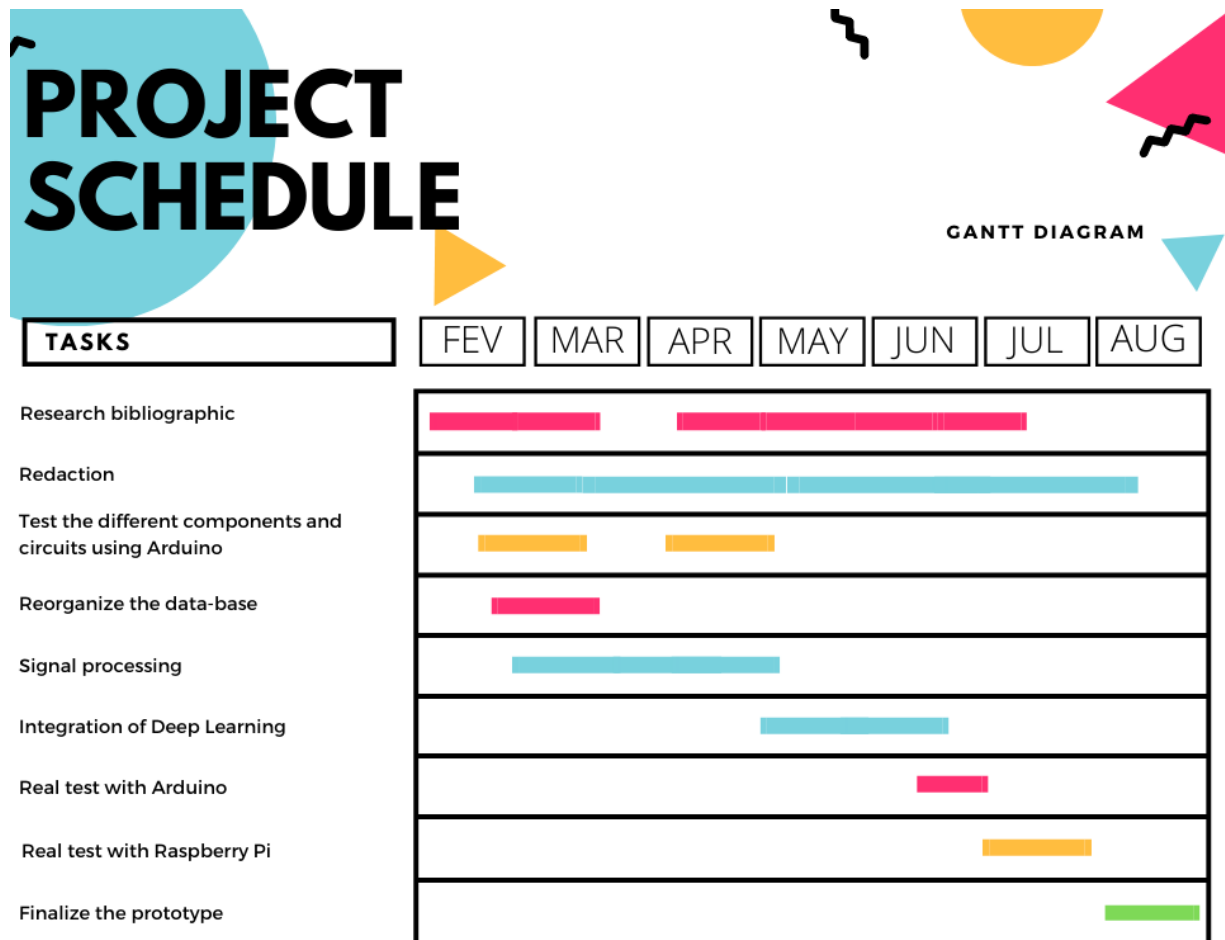 PROJECT
SCHEDULE
GANTT DIAGRAM
TASKS
FEV MAR APR MAY JUN JUL AUG
Research bibliographic
Redaction
Test the different components and
circuits using Arduino
Reorganize the data-base
Signal processing
Integration of Deep Learning
Real test with Arduino
Real test with Raspberry Pi
Finalize the prototype